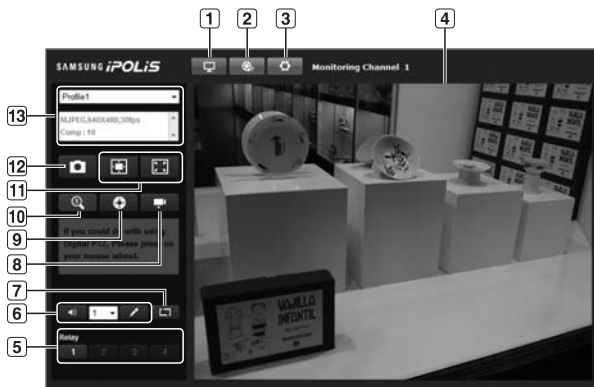 1
2
3
4
SAMSUNG iPOLiS
Monitoring Channel 1
13
Profile1
MJPEG,640X480,30fps
Comp : 10
12
11
10
9
8
If you could do with using
Digital PTZ, Please press on
your mouse wheel.
7
6
1
5
Relay
1 2 3 4
VAJILLA
INFANTIL